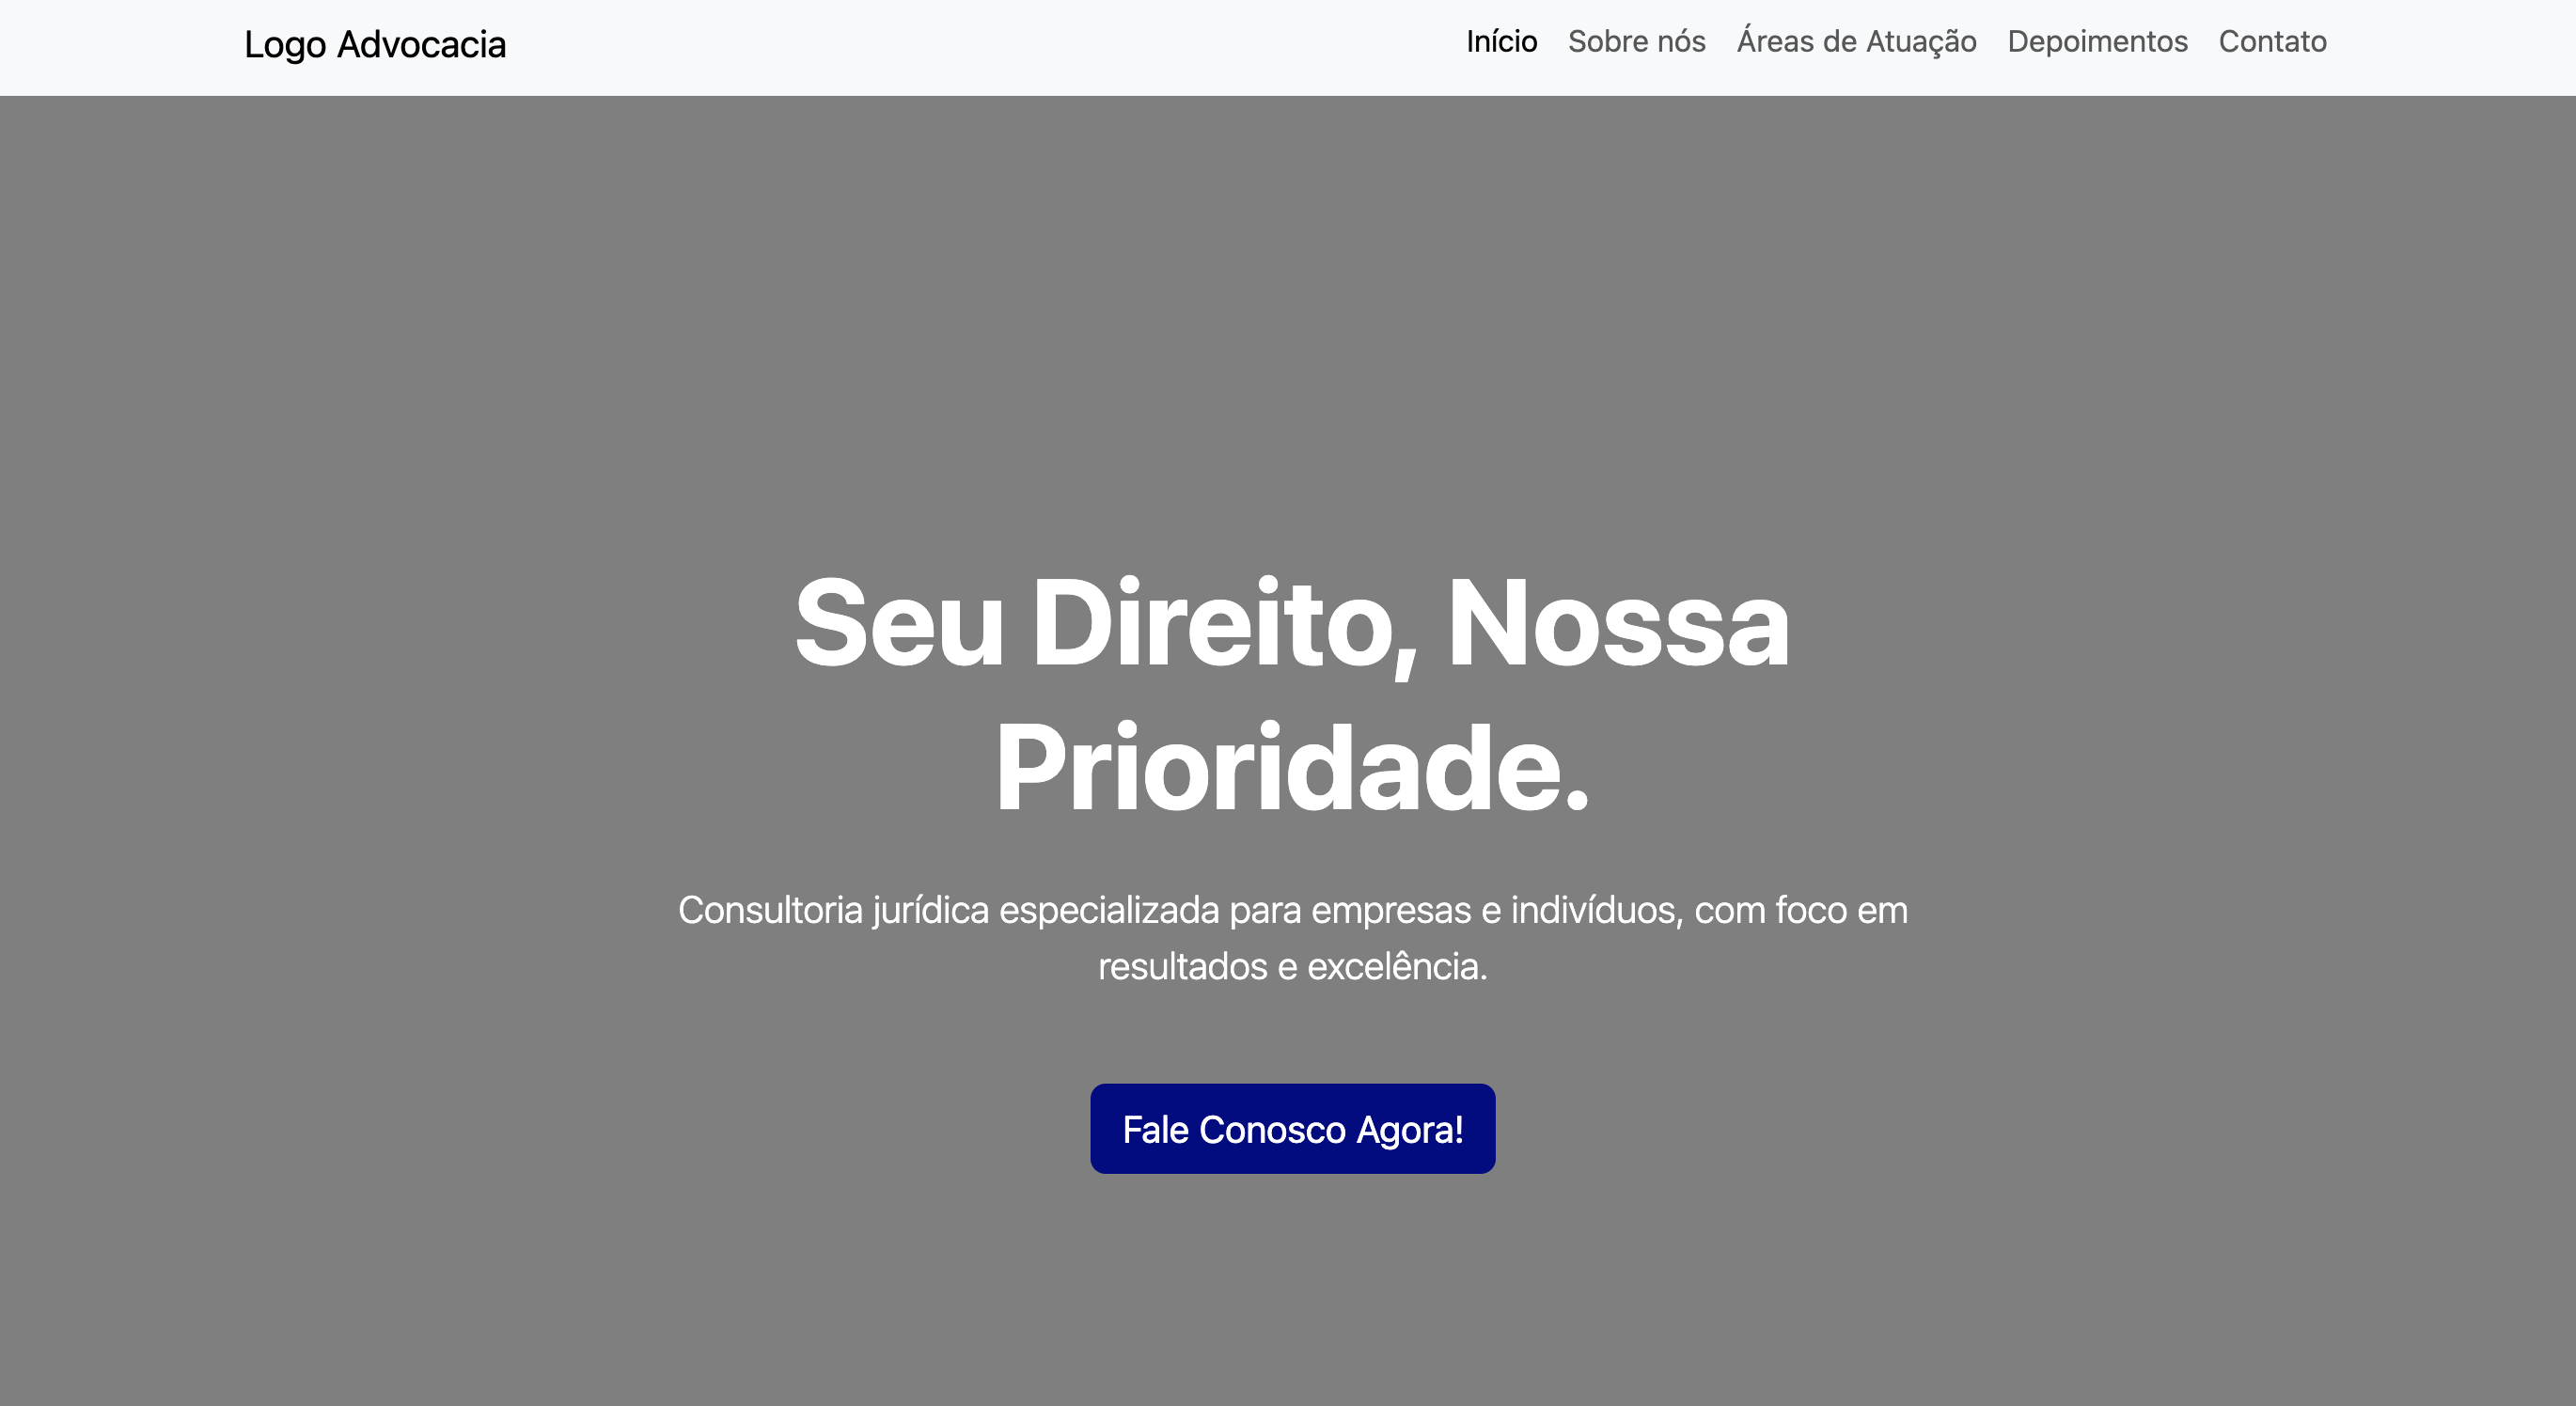 Logo Advocacia
Início Sobre nós Áreas de Atuação Depoimentos Contato
Seu Direito, Nossa
Prioridade.
Consultoria jurídica especializada para empresas e indivíduos, com foco em
resultados e excelência.
Fale Conosco Agora!